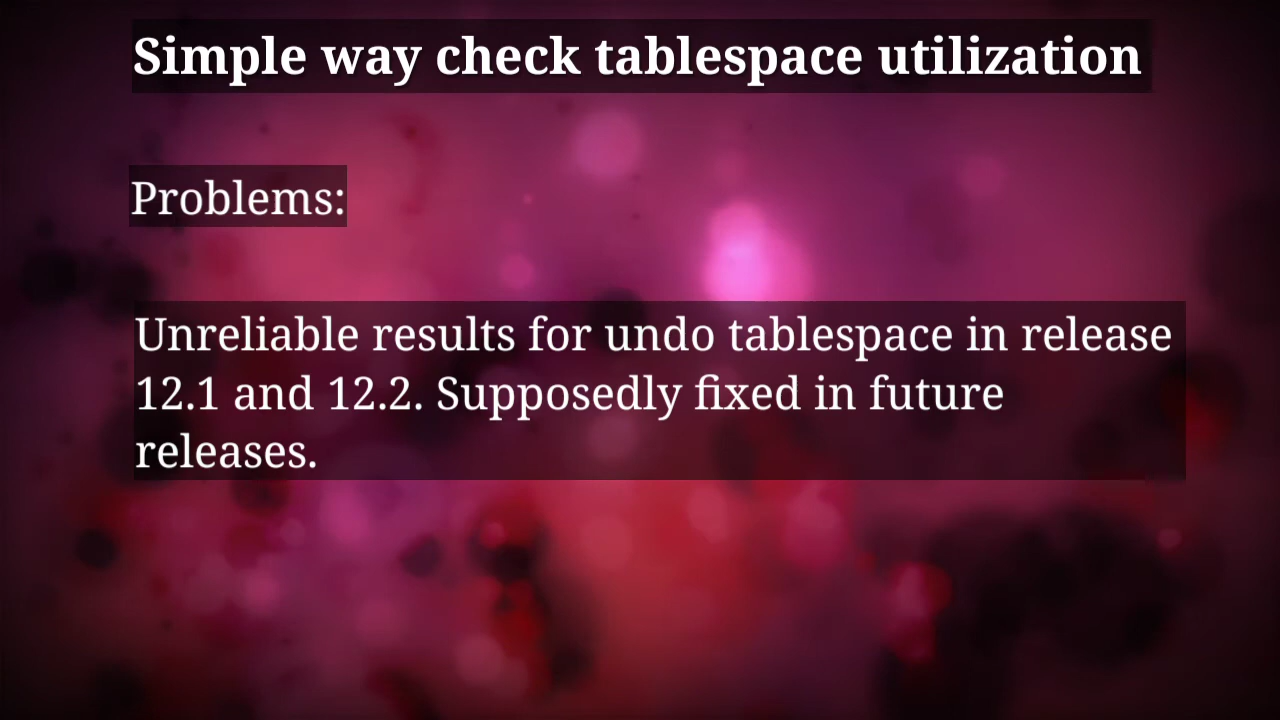 Simple way check tablespace utilization
Problems:
Unreliable results for undo tablespace in release
12.1 and 12.2. Supposedly fixed in future
releases.